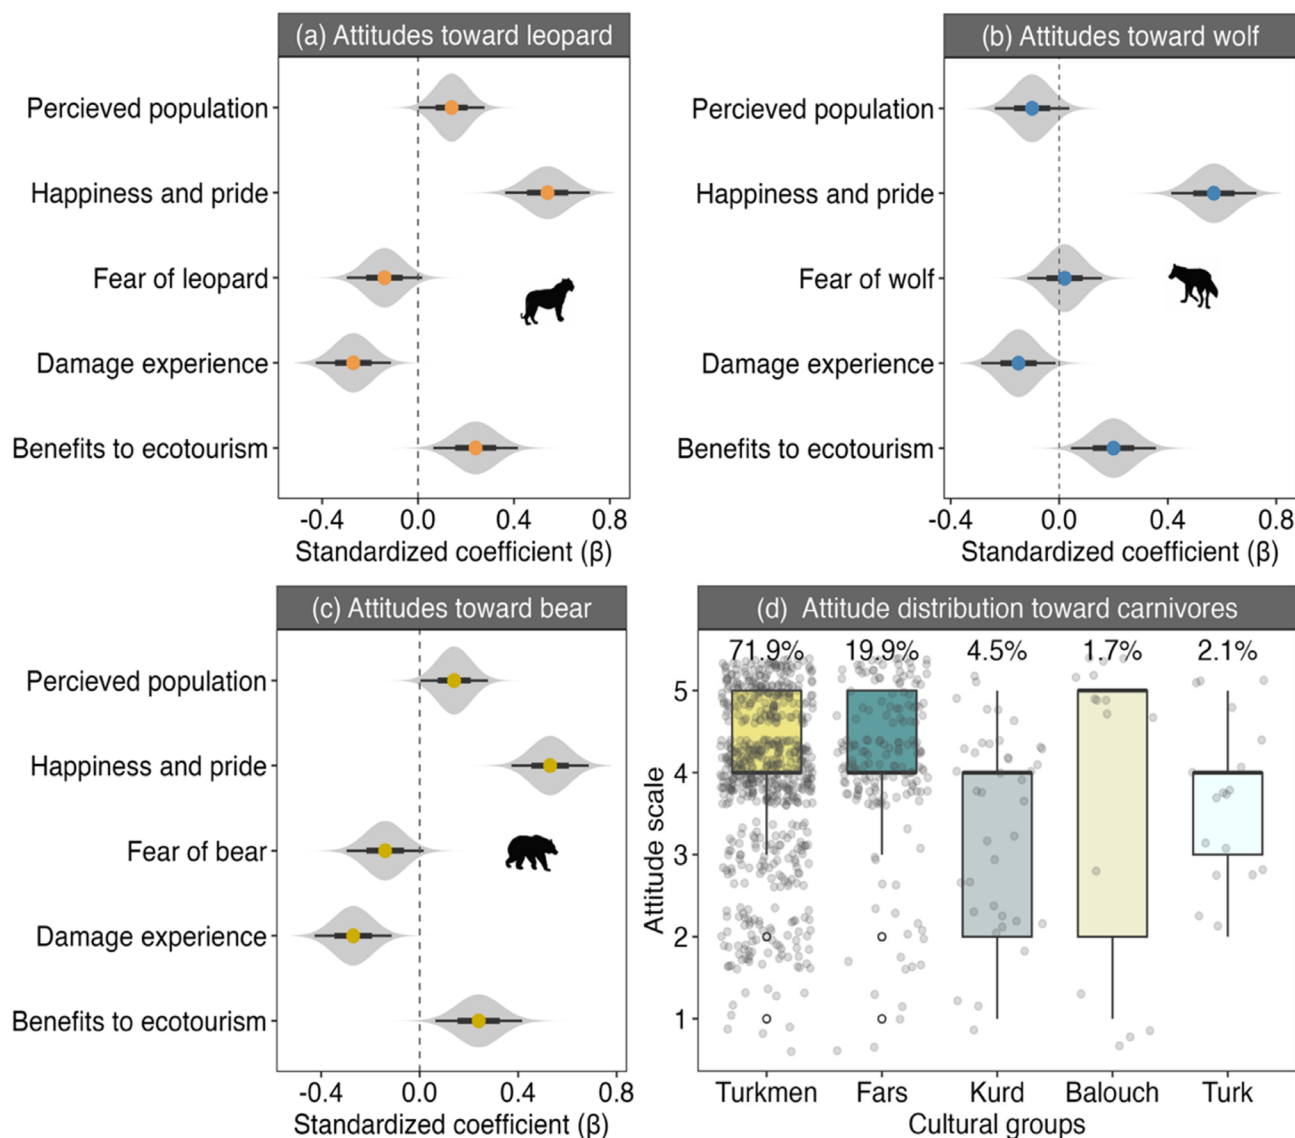 (a) Attitudes toward leopard
Percieved population
Happiness and pride
Fear of leopard
Damage experience
Benefits to ecotourism
-0.4 0.0 0.4 0.8
Standardized coefficient (β)
(b) Attitudes toward wolf
Percieved population
Happiness and pride
Fear of wolf
Damage experience
Benefits to ecotourism
-0.4 0.0 0.4 0.8
Standardized coefficient (β)
(c) Attitudes toward bear
Percieved population
Happiness and pride
Fear of bear
Damage experience
Benefits to ecotourism
-0.4 0.0 0.4 0.8
Standardized coefficient (β)
(d) Attitude distribution toward carnivores
71.9% 19.9% 4.5% 1.7% 2.1%
Attitude scale
5
4
3
2
1
Turkmen Fars Kurd Balouch Turk
Cultural groups